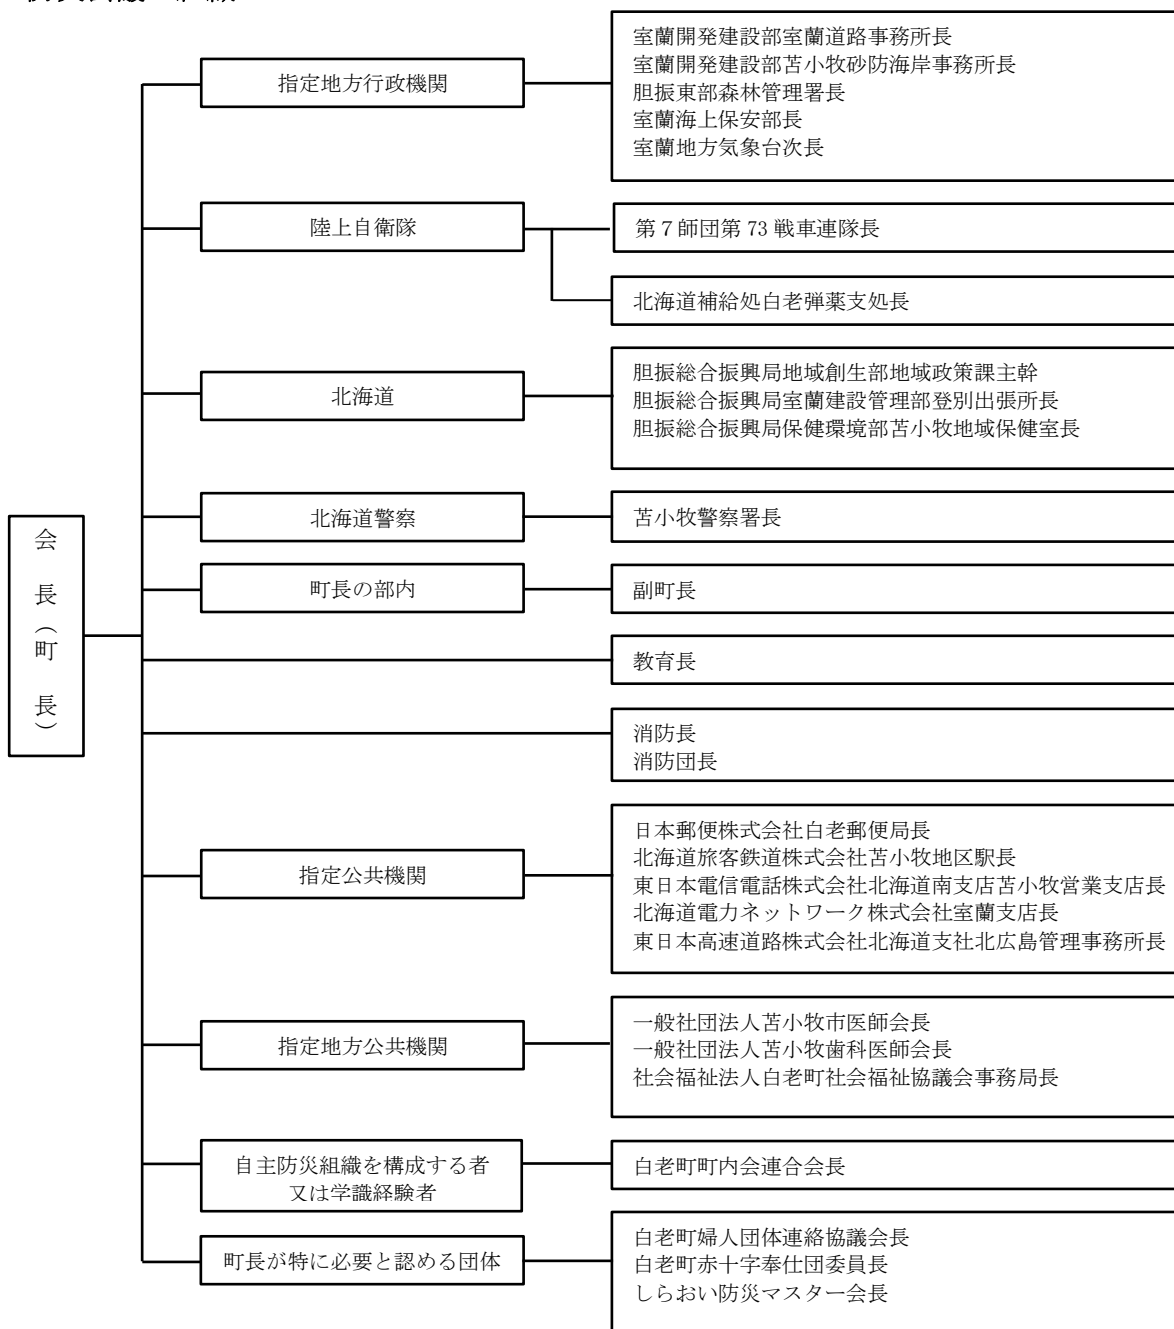 会長（町長）
指定地方行政機関
室蘭開発建設部室蘭道路事務所長
室蘭開発建設部苫小牧砂防海岸事務所長
胆振東部森林管理署長
室蘭海上保安部長
室蘭地方気象台次長
陸上自衛隊
第７師団第 73 戦車連隊長
北海道補給処白老弾薬支処長
北海道
胆振総合振興局地域創生部地域政策課主幹
胆振総合振興局室蘭建設管理部登別出張所長
胆振総合振興局保健環境部苫小牧地域保健室長
北海道警察
苫小牧警察署長
町長の部内
副町長
教育長
消防長
消防団長
指定公共機関
日本郵便株式会社白老郵便局長
北海道旅客鉄道株式会社苫小牧地区駅長
東日本電信電話株式会社北海道南支店苫小牧営業支店長
北海道電力ネットワーク株式会社室蘭支店長
東日本高速道路株式会社北海道支社北広島管理事務所長
指定地方公共機関
一般社団法人苫小牧市医師会長
一般社団法人苫小牧歯科医師会長
社会福祉法人白老町社会福祉協議会事務局長
自主防災組織を構成する者
又は学識経験者
白老町町内会連合会長
町長が特に必要と認める団体
白老町婦人団体連絡協議会長
白老町赤十字奉仕団委員長
しらおい防災マスター会長